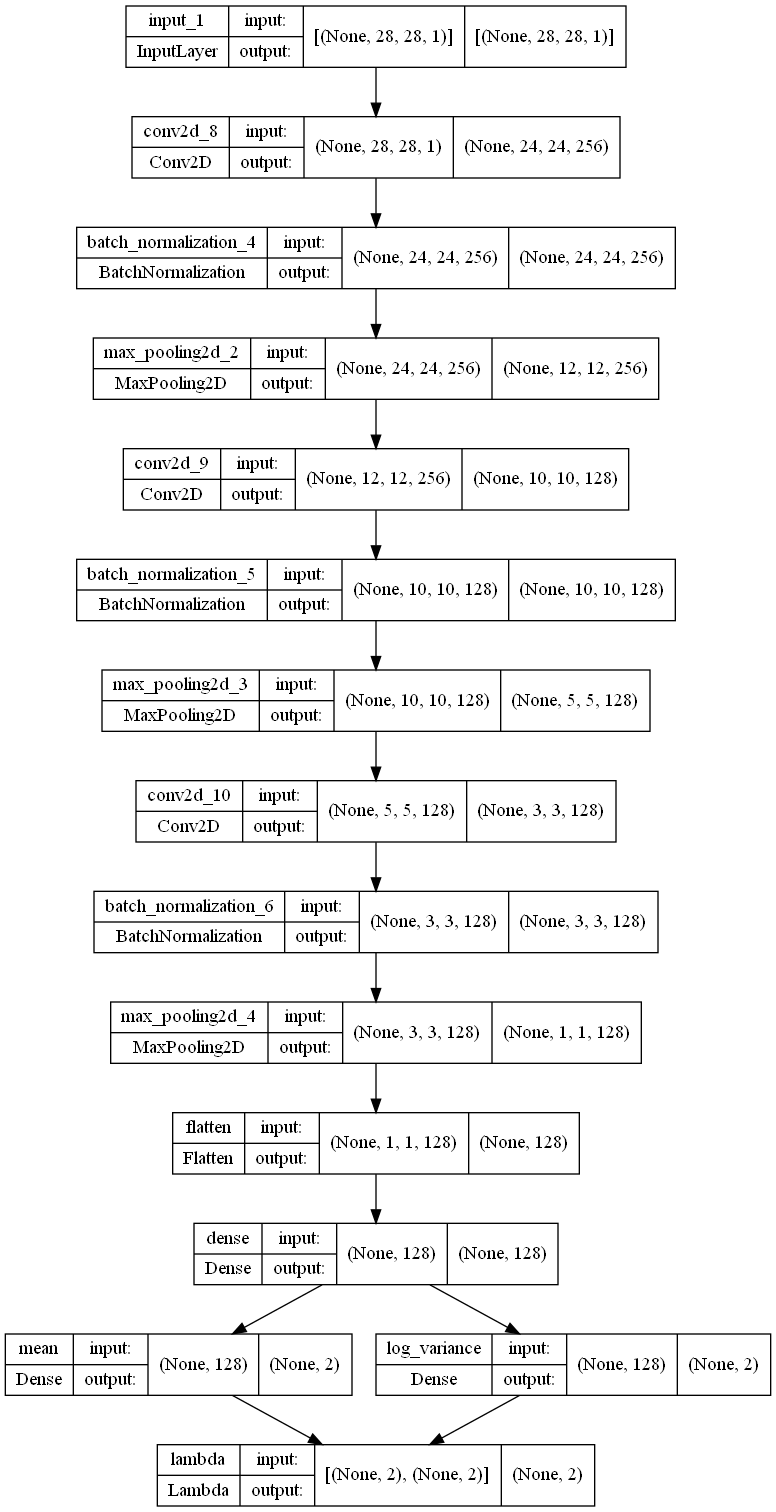 input_1 input: [(None, 28, 28, 1)] [(None, 28, 28, 1)]
InputLayer output:
conv2d_8 input: (None, 28, 28, 1) (None, 24, 24, 256)
Conv2D output:
batch_normalization_4 input: (None, 24, 24, 256) (None, 24, 24, 256)
BatchNormalization output:
max_pooling2d_2 input: (None, 24, 24, 256) (None, 12, 12, 256)
MaxPooling2D output:
conv2d_9 input: (None, 12, 12, 256) (None, 10, 10, 128)
Conv2D output:
batch_normalization_5 input: (None, 10, 10, 128) (None, 10, 10, 128)
BatchNormalization output:
max_pooling2d_3 input: (None, 10, 10, 128) (None, 5, 5, 128)
MaxPooling2D output:
conv2d_10 input: (None, 5, 5, 128) (None, 3, 3, 128)
Conv2D output:
batch_normalization_6 input: (None, 3, 3, 128) (None, 3, 3, 128)
BatchNormalization output:
max_pooling2d_4 input: (None, 3, 3, 128) (None, 1, 1, 128)
MaxPooling2D output:
flatten input: (None, 1, 1, 128) (None, 128)
Flatten output:
dense input: (None, 128) (None, 128)
Dense output:
mean input: (None, 128) (None, 2)
Dense output:
log_variance input: (None, 128) (None, 2)
Dense output:
lambda input: [(None, 2), (None, 2)] (None, 2)
Lambda output: